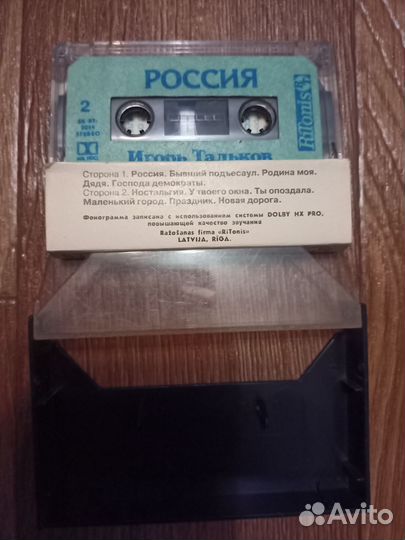 РОССИЯ
2
STEREO
RiTonis
Игорь Тальков
Сторона 1. Россия. Бывший подъесаул. Родина моя.
Дядя. Господа демократы.
Сторона 2. Ностальгия. У твоего окна. Ты опоздала.
Маленький город. Праздник. Новая дорога.
Фонограмма записана с использованием системы DOLBY HX PRO,
повышающей качество звучания
Ražošanas firma «RiTonis»
LATVIJA, RĪGA.
Avito